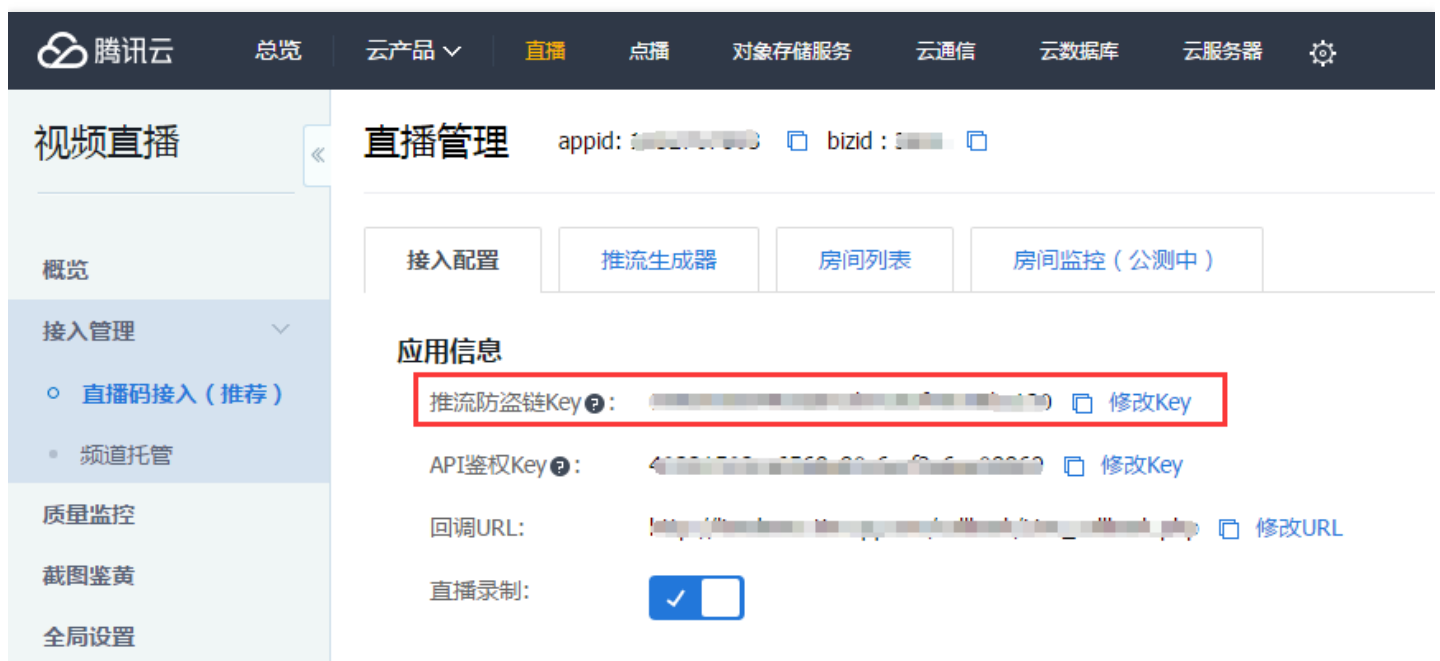 腾讯云 总览 云产品 直播 点播 对象存储服务 云通信 云数据库 云服务器
视频直播
直播管理 appid: bizid :
接入配置 推流生成器 房间列表 房间监控 ( 公测中 )
概览
接入管理
直播码接入 ( 推荐 )
频道托管
质量监控
截图鉴黄
全局设置
应用信息
推流防盗链Key : 修改Key
API鉴权Key : 修改Key
回调URL: 修改URL
直播录制: